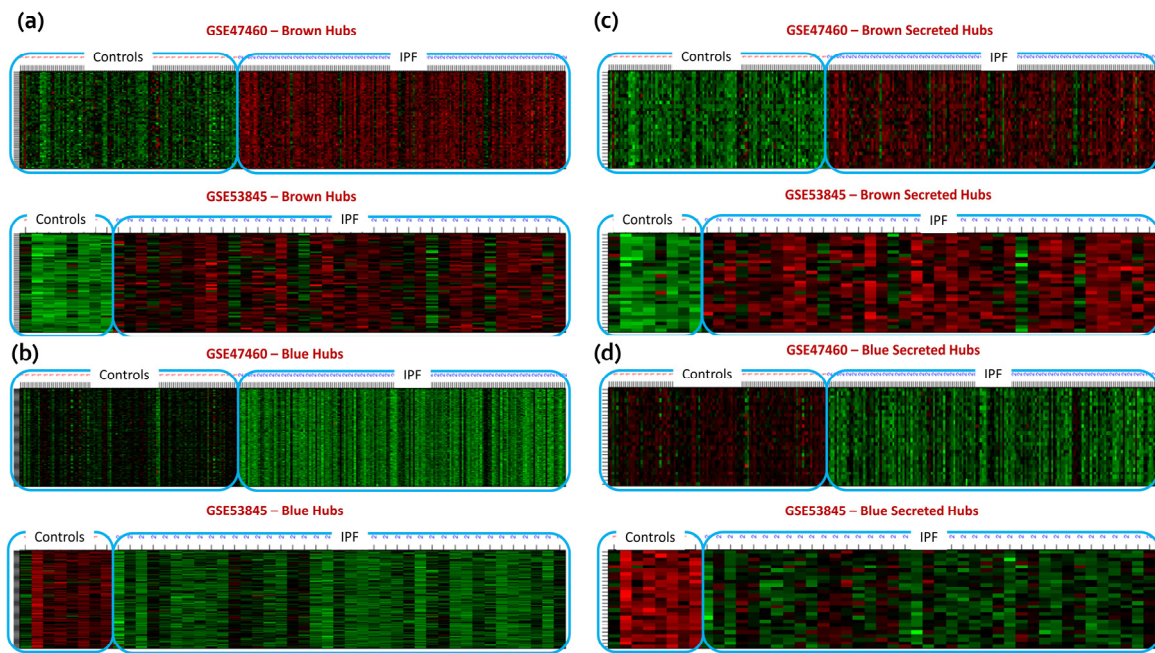 (a)
GSE47460 – Brown Hubs
Controls
IPF
GSE53845 – Brown Hubs
Controls
IPF
(b)
GSE47460 – Blue Hubs
Controls
IPF
GSE53845 – Blue Hubs
Controls
IPF
(c)
GSE47460 – Brown Secreted Hubs
Controls
IPF
GSE53845 – Brown Secreted Hubs
Controls
IPF
(d)
GSE47460 – Blue Secreted Hubs
Controls
IPF
GSE53845 – Blue Secreted Hubs
Controls
IPF